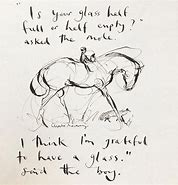 "Is your glass half
full or half empty?"
asked the mole.
I think I'm grateful
to have a glass."
said the boy.